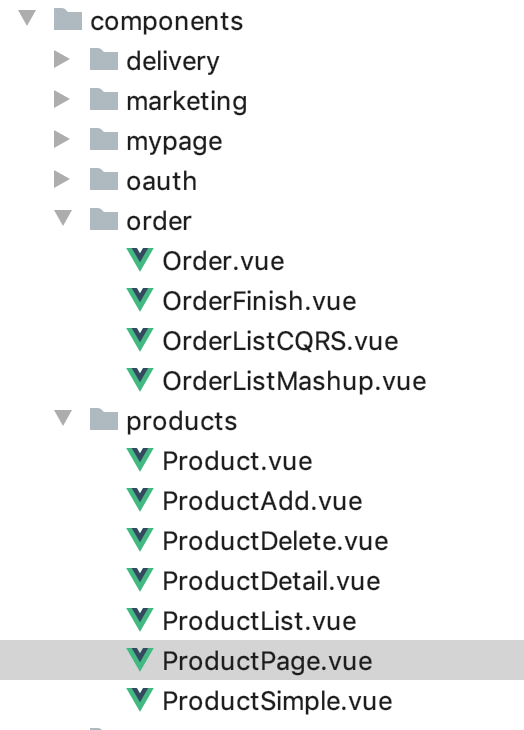 components
delivery
marketing
mypage
oauth
order
Order.vue
OrderFinish.vue
OrderListCQRS.vue
OrderListMashup.vue
products
Product.vue
ProductAdd.vue
ProductDelete.vue
ProductDetail.vue
ProductList.vue
ProductPage.vue
ProductSimple.vue